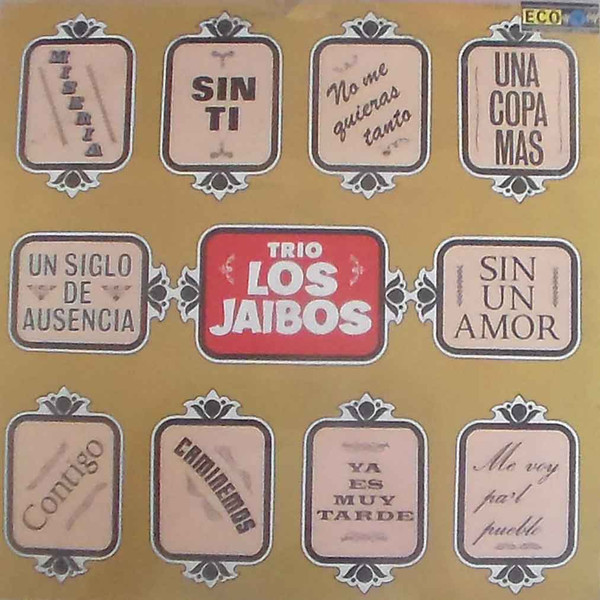 ECO
MISERIA
SIN
TI
No me
quieras
tanto
UNA
COPA
MAS
UN SIGLO
DE
AUSENCIA
TRIO
LOS
JAIBOS
SIN
UN
AMOR
Contigo
CAMINEMOS
YA
ES
MUY
TARDE
Me voy
pa'l
pueblo